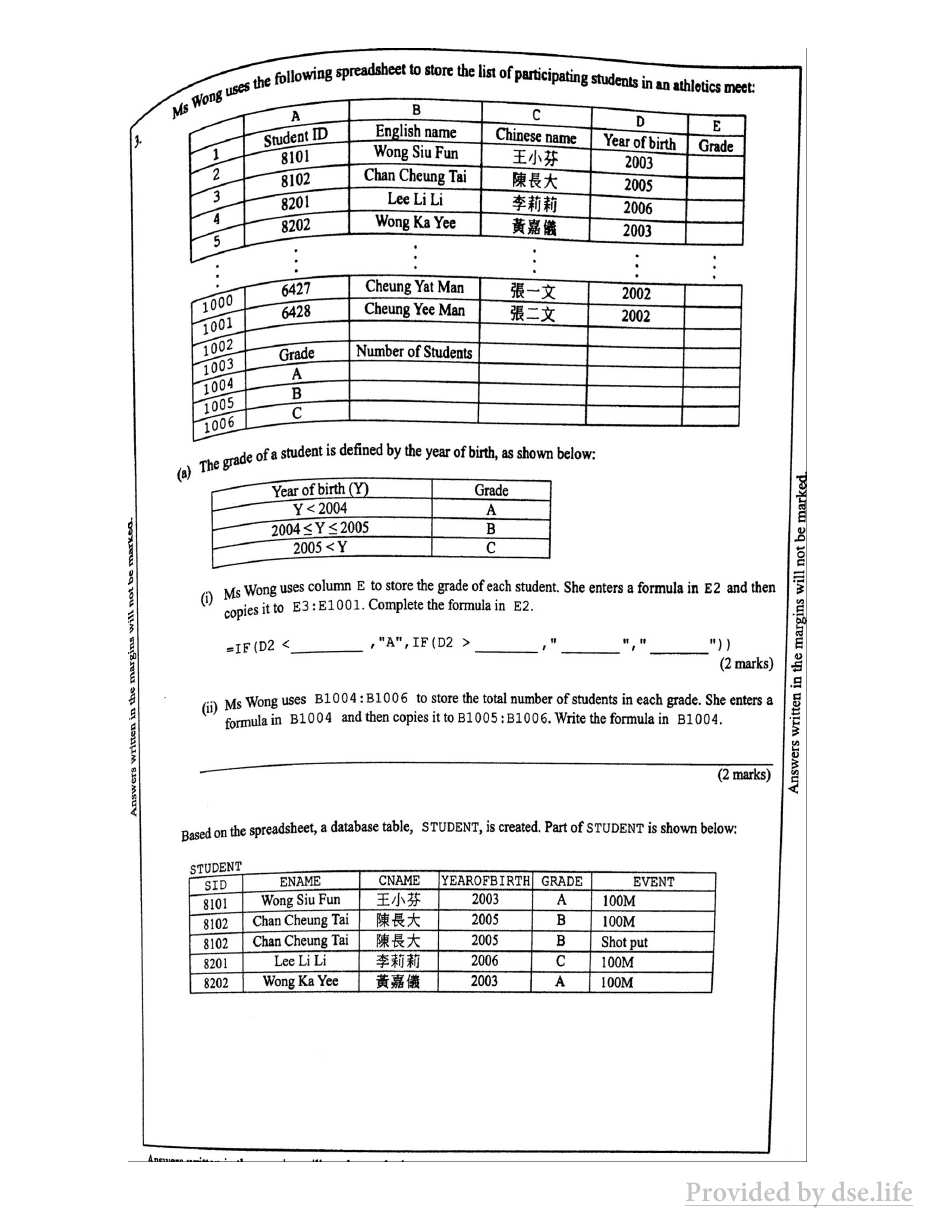 3.
Ms Wong uses the following spreadsheet to store the list of participating students in an athletics meet:
A B C D E
1 Student ID English name Chinese name Year of birth Grade
2 8101 Wong Siu Fun 王小芬 2003
3 8102 Chan Cheung Tai 陳長大 2005
4 8201 Lee Li Li 李莉莉 2006
5 8202 Wong Ka Yee 黃嘉儀 2003
⋮ ⋮ ⋮ ⋮ ⋮ ⋮
1000 6427 Cheung Yat Man 張一文 2002
1001 6428 Cheung Yee Man 張二文 2002
1002
1003 Grade Number of Students
1004 A
1005 B
1006 C
(a) The grade of a student is defined by the year of birth, as shown below:
Year of birth (Y) Grade
Y < 2004 A
2004 ≤ Y ≤ 2005 B
2005 < Y C
(i) Ms Wong uses column E to store the grade of each student. She enters a formula in E2 and then
copies it to E3:E1001. Complete the formula in E2.
=IF(D2 < ________ ,"A",IF(D2 > _______ ," _______ "," _______ "))
(2 marks)
(ii) Ms Wong uses B1004:B1006 to store the total number of students in each grade. She enters a
formula in B1004 and then copies it to B1005:B1006. Write the formula in B1004.
(2 marks)
Based on the spreadsheet, a database table, STUDENT, is created. Part of STUDENT is shown below:
STUDENT
SID ENAME CNAME YEAROFBIRTH GRADE EVENT
8101 Wong Siu Fun 王小芬 2003 A 100M
8102 Chan Cheung Tai 陳長大 2005 B 100M
8102 Chan Cheung Tai 陳長大 2005 B Shot put
8201 Lee Li Li 李莉莉 2006 C 100M
8202 Wong Ka Yee 黃嘉儀 2003 A 100M
Answers written in the margins will not be marked.
Answers written in the margins will not be marked.
Provided by dse.life